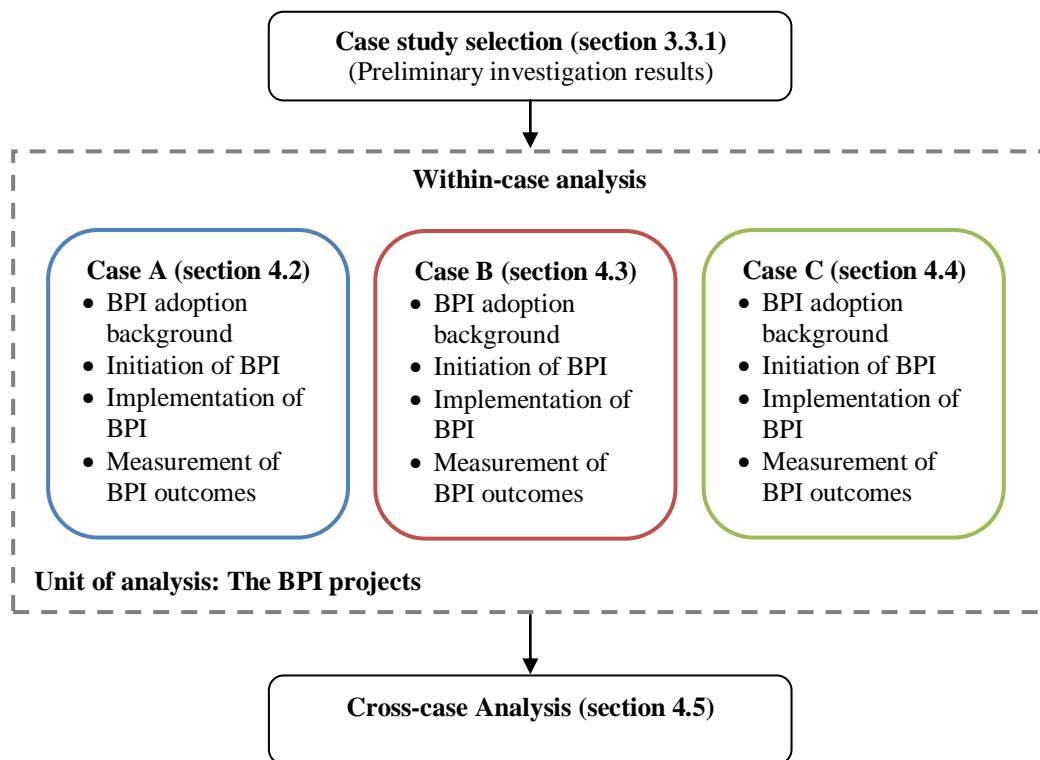 Case study selection (section 3.3.1)
(Preliminary investigation results)
Within-case analysis
Case A (section 4.2)
• BPI adoption
background
• Initiation of BPI
• Implementation of
BPI
• Measurement of
BPI outcomes
Case B (section 4.3)
• BPI adoption
background
• Initiation of BPI
• Implementation of
BPI
• Measurement of
BPI outcomes
Case C (section 4.4)
• BPI adoption
background
• Initiation of BPI
• Implementation of
BPI
• Measurement of
BPI outcomes
Unit of analysis: The BPI projects
Cross-case Analysis (section 4.5)